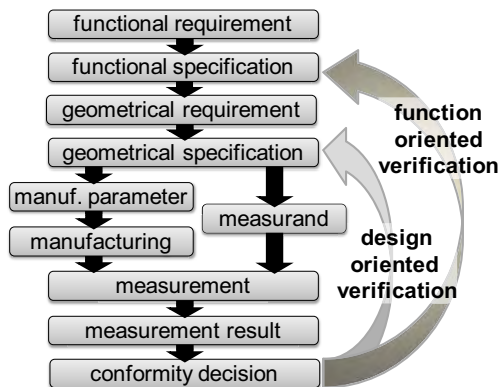 functional requirement
functional specification
geometrical requirement
geometrical specification
manuf. parameter
measurand
manufacturing
measurement
measurement result
conformity decision
function
oriented
verification
design
oriented
verification